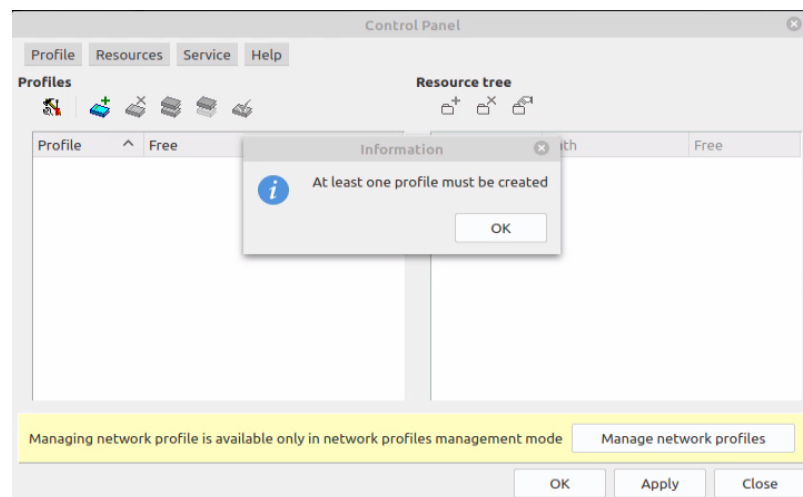 Control Panel
Profile Resources Service Help
Profiles
Resource tree
Profile Free
th Free
Information
At least one profile must be created
OK
Managing network profile is available only in network profiles management mode Manage network profiles
OK Apply Close